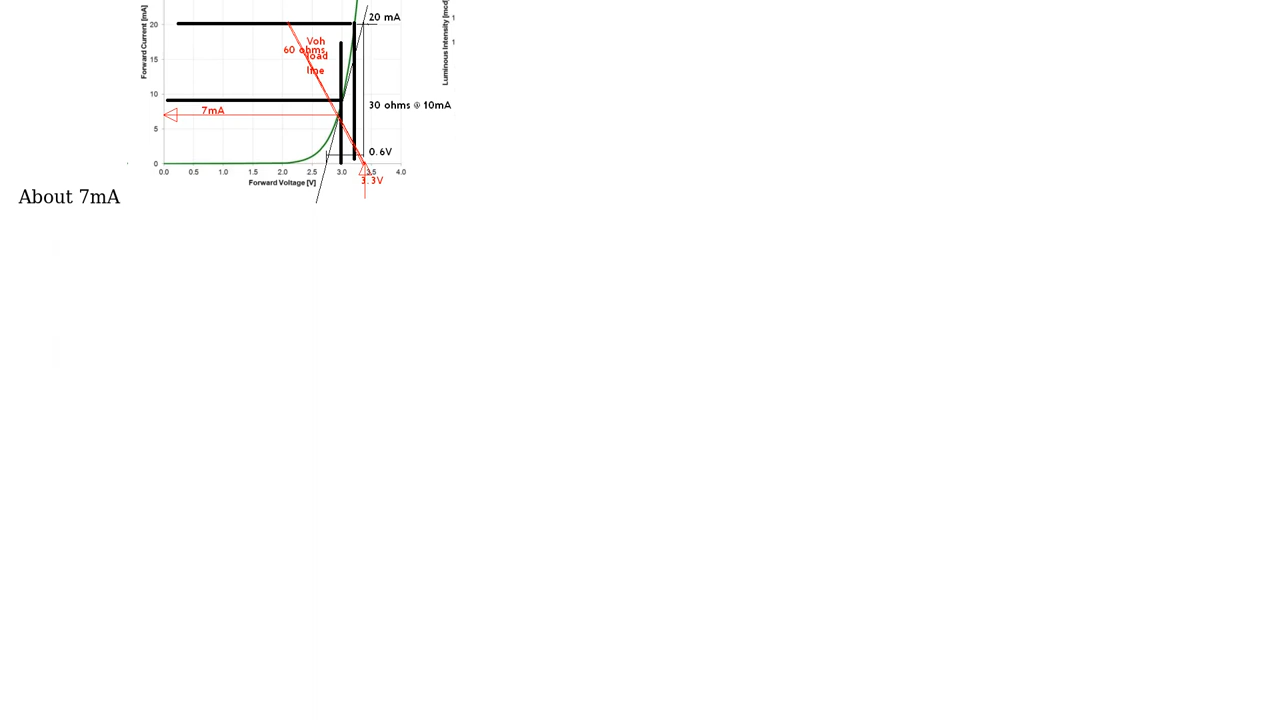 Forward Current [mA]
20
15
10
5
0
0.0 0.5 1.0 1.5 2.0 2.5 3.0 3.5 4.0
Forward Voltage [V]
20 mA
Voh
60 ohms
load
line
30 ohms @ 10mA
7mA
0.6V
3.3V
Luminous Intensity [mcd
1
1
About 7mA